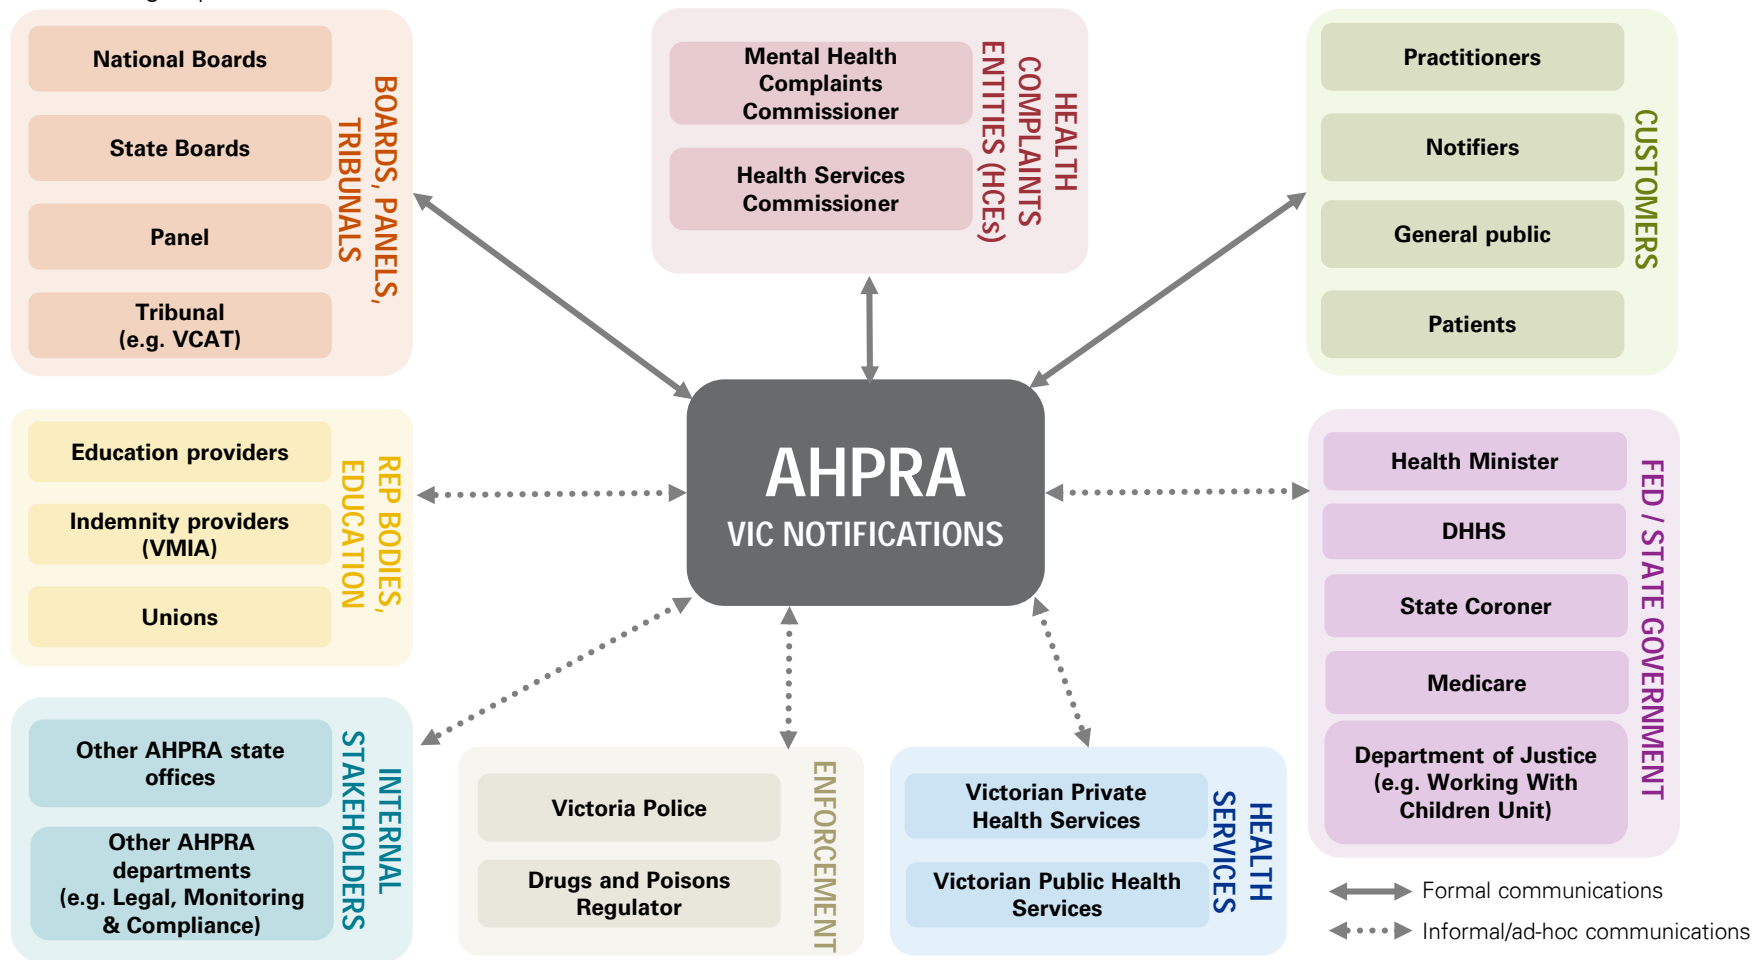 National Boards
State Boards
Panel
Tribunal
(e.g. VCAT)
BOARDS, PANELS,
TRIBUNALS
Mental Health
Complaints
Commissioner
Health Services
Commissioner
HEALTH
COMPLAINTS
ENTITIES (HCEs)
Practitioners
Notifiers
General public
Patients
CUSTOMERS
AHPRA
VIC NOTIFICATIONS
Education providers
Indemnity providers
(VMIA)
Unions
REP BODIES,
EDUCATION
Health Minister
DHHS
State Coroner
Medicare
Department of Justice
(e.g. Working With
Children Unit)
FED / STATE GOVERNMENT
Other AHPRA state
offices
Other AHPRA
departments
(e.g. Legal, Monitoring
& Compliance)
INTERNAL
STAKEHOLDERS
Victoria Police
Drugs and Poisons
Regulator
ENFORCEMENT
Victorian Private
Health Services
Victorian Public Health
Services
HEALTH
SERVICES
Formal communications
Informal/ad-hoc communications